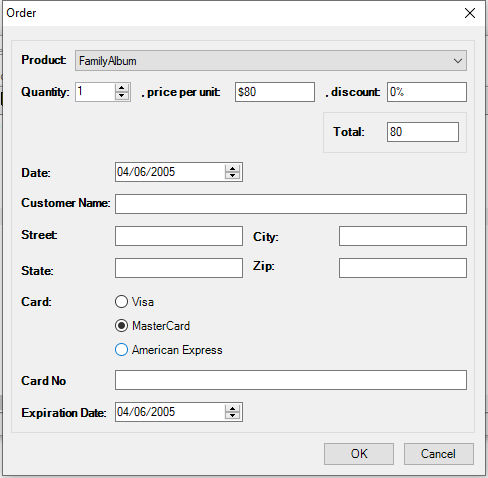 Order
Product: FamilyAlbum
Quantity: 1 , price per unit: $80 , discount: 0%
Total: 80
Date: 04/06/2005
Customer Name:
Street: City:
State: Zip:
Card: Visa
MasterCard
American Express
Card No
Expiration Date: 04/06/2005
OK Cancel